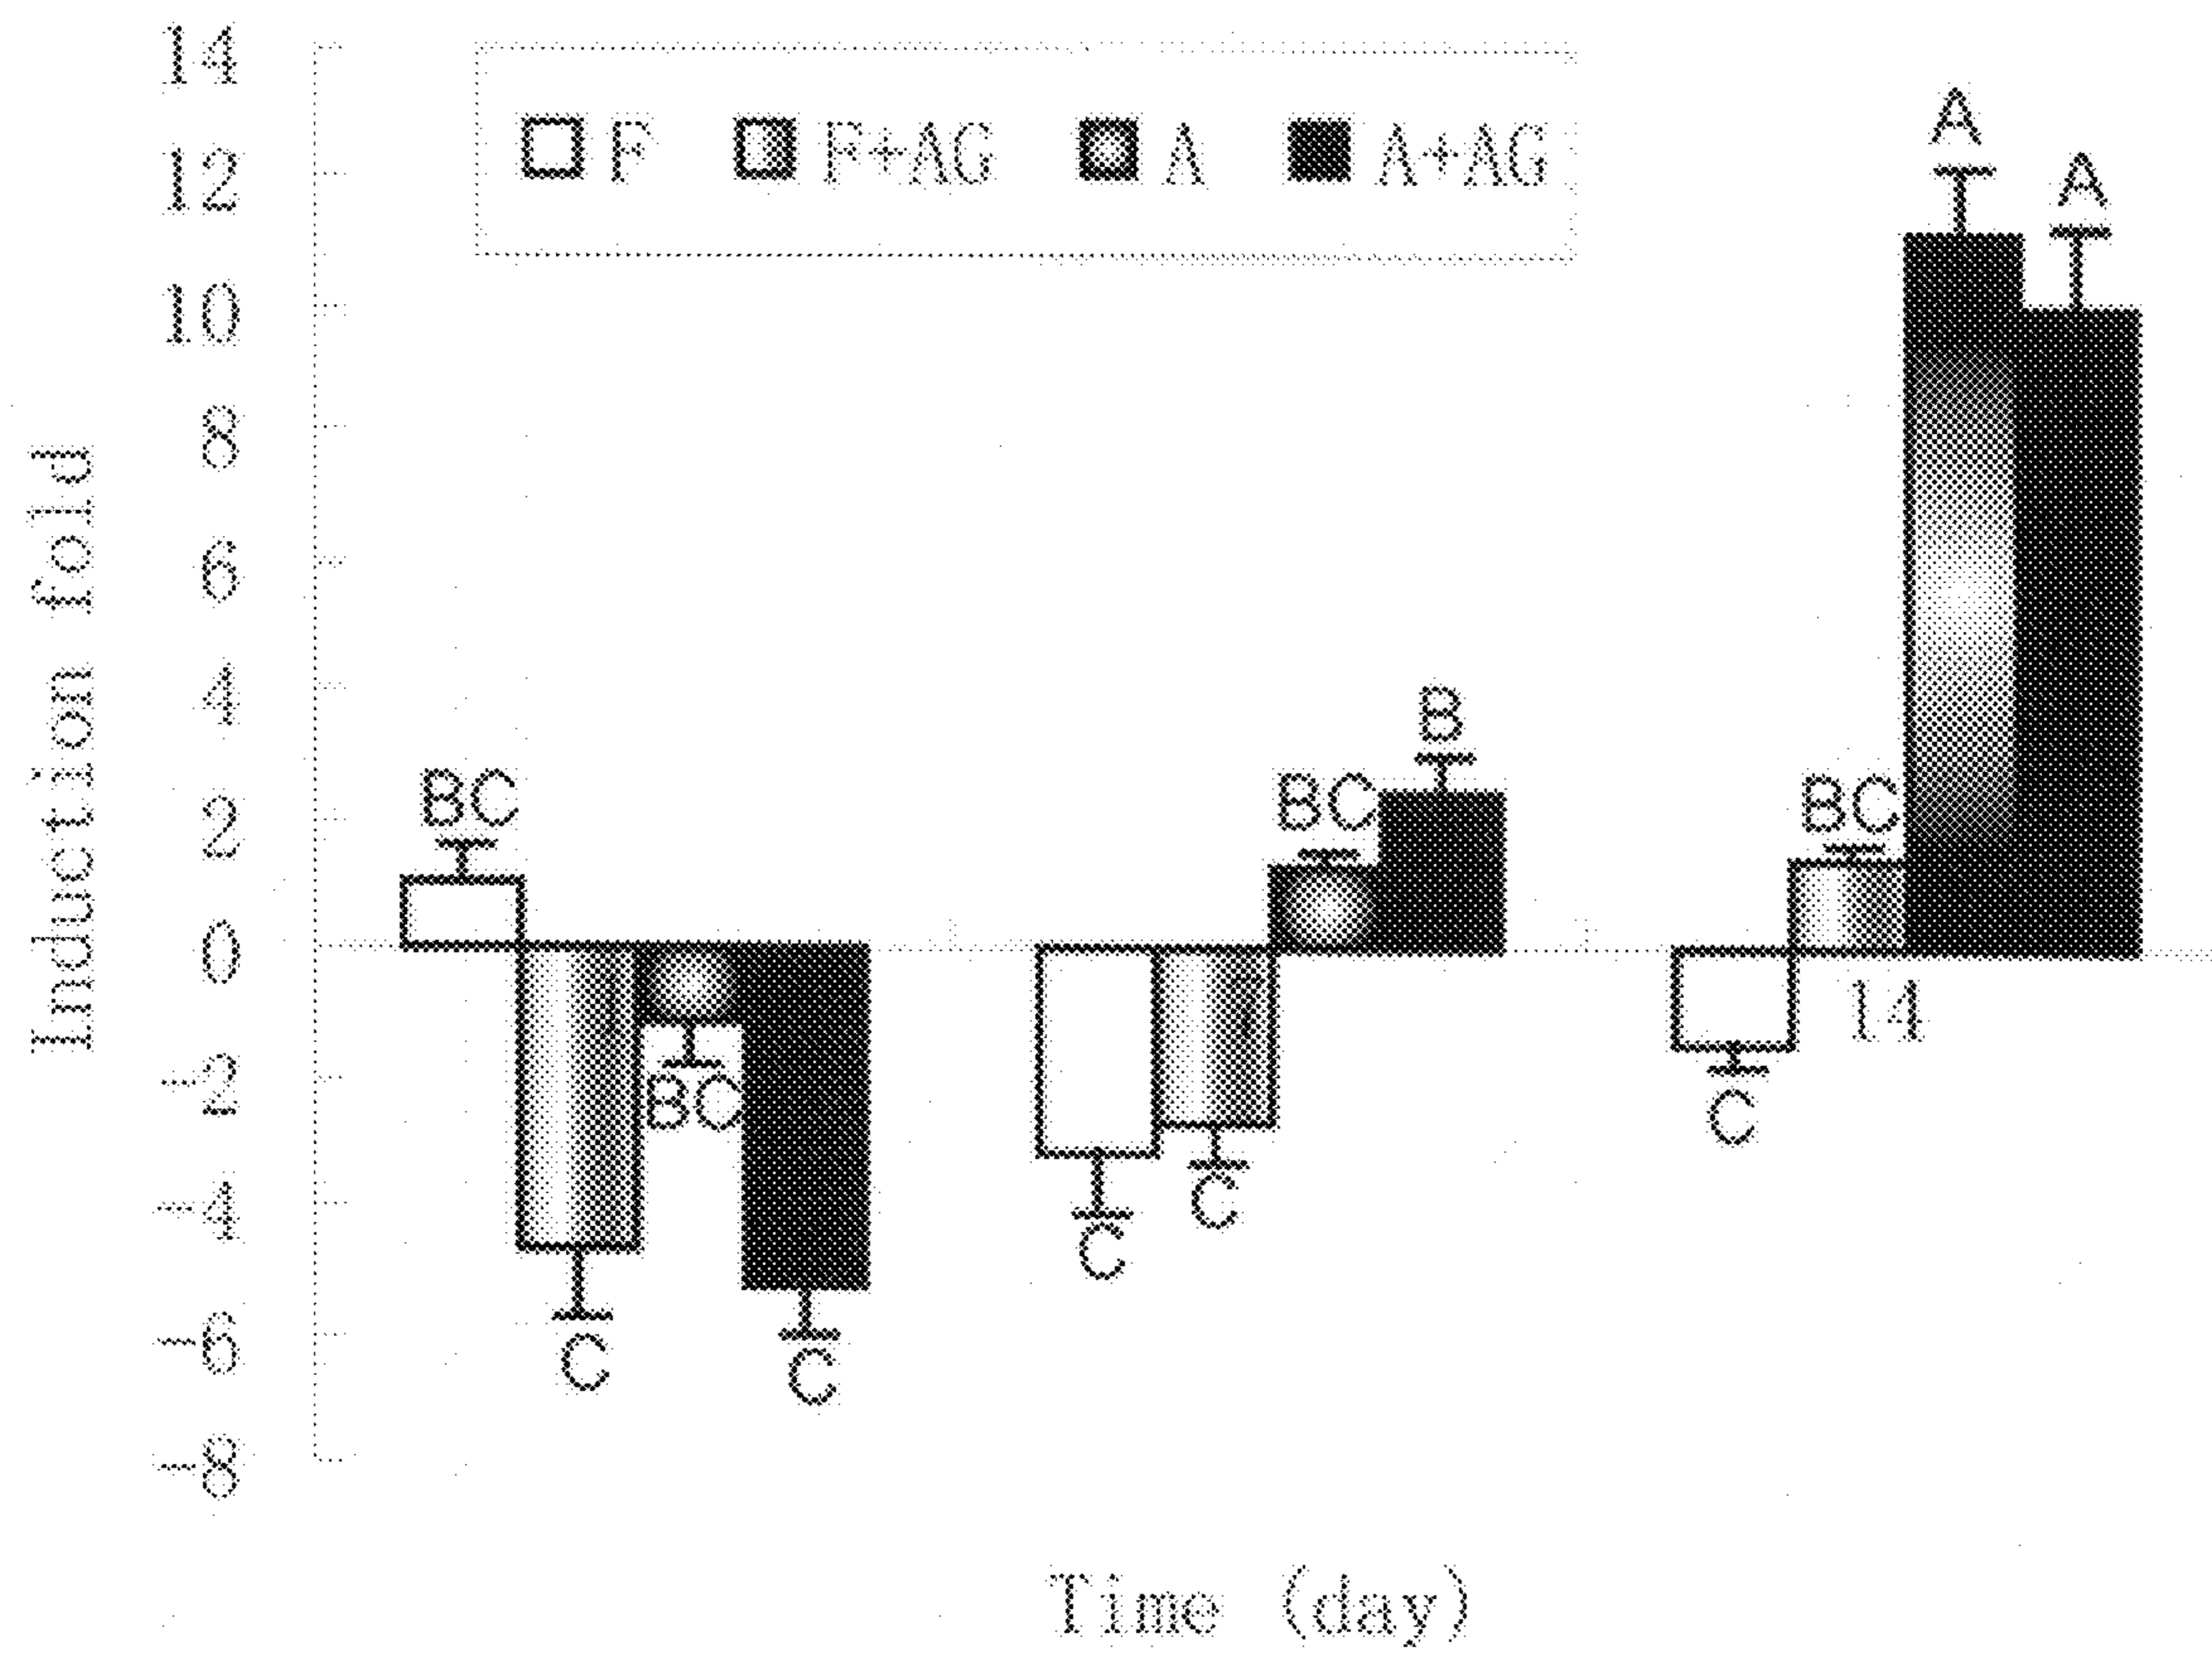 14
12
10
8
6
4
2
0
-2
-4
-6
-8
Induction fold
F F+AG A A+AG
BC
C
BC
C
C
C
BC
B
C
BC
A
A
14
Time (day)